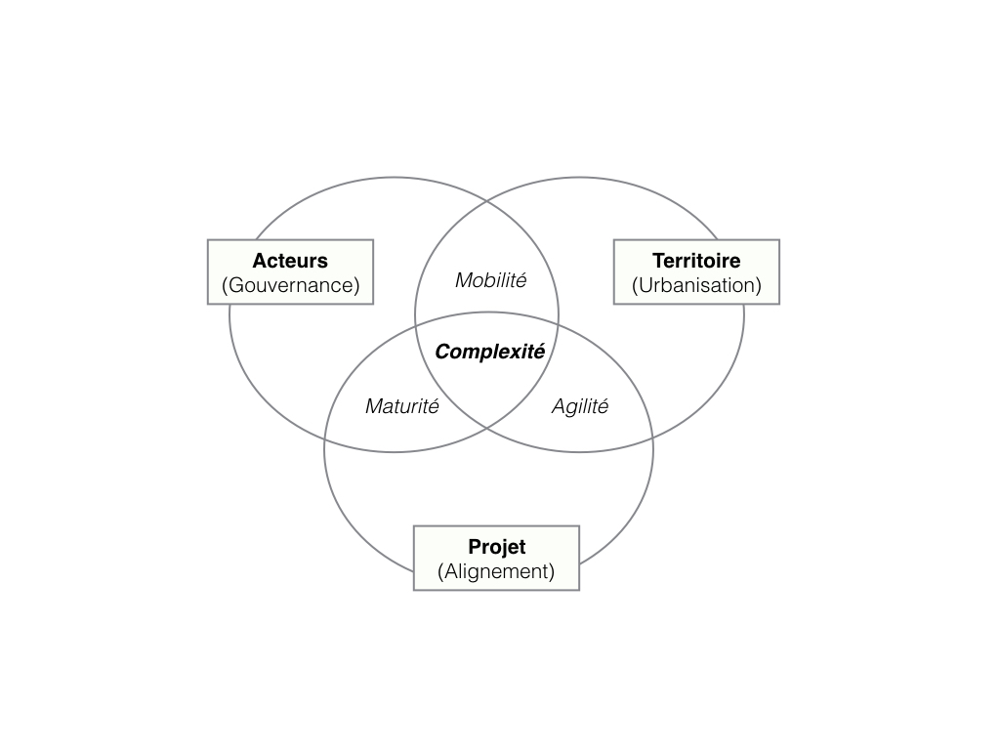 Acteurs
(Gouvernance)
Territoire
(Urbanisation)
Mobilité
Complexité
Maturité
Agilité
Projet
(Alignement)